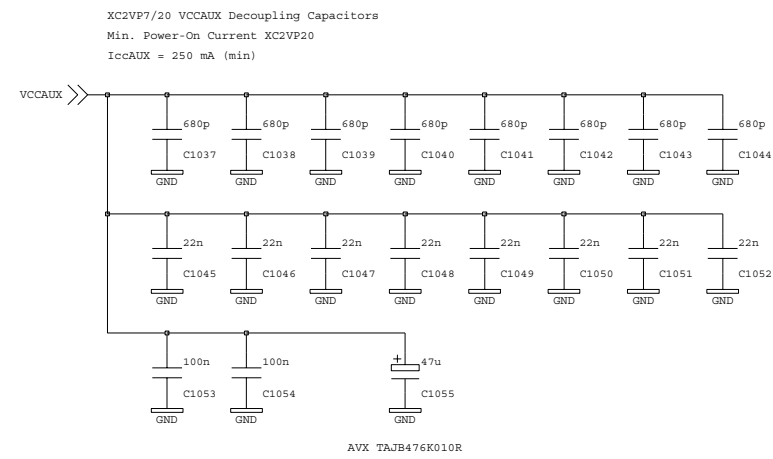 XC2VP7/20 VCCAUX Decoupling Capacitors
Min. Power-On Current XC2VP20
IccAUX = 250 mA (min)
VCCAUX
680p 680p 680p 680p 680p 680p 680p 680p
C1037 C1038 C1039 C1040 C1041 C1042 C1043 C1044
GND GND GND GND GND GND GND GND
22n 22n 22n 22n 22n 22n 22n 22n
C1045 C1046 C1047 C1048 C1049 C1050 C1051 C1052
GND GND GND GND GND GND GND GND
100n 100n + 47u
C1053 C1054 C1055
GND GND GND
AVX TAJB476K010R